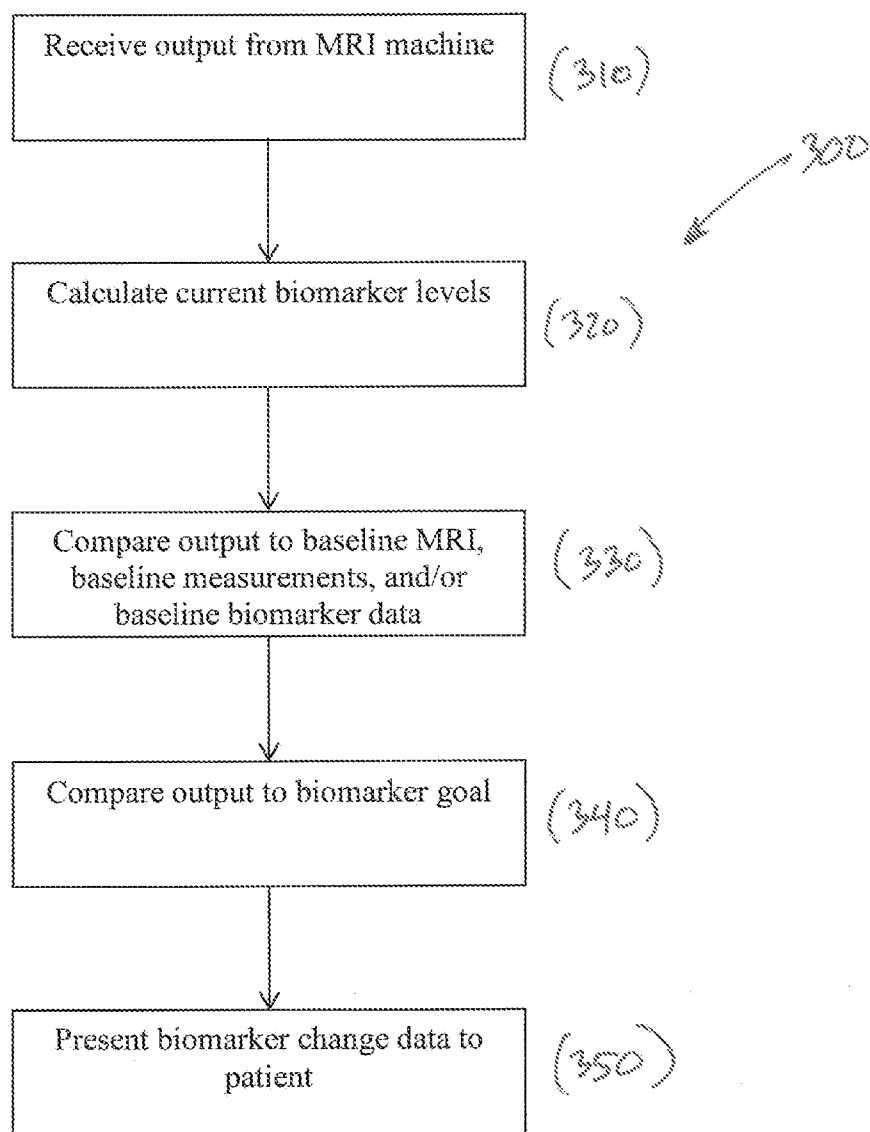 Receive output from MRI machine
(310)
300
Calculate current biomarker levels
(320)
Compare output to baseline MRI,
baseline measurements, and/or
baseline biomarker data
(330)
Compare output to biomarker goal
(340)
Present biomarker change data to
patient
(350)